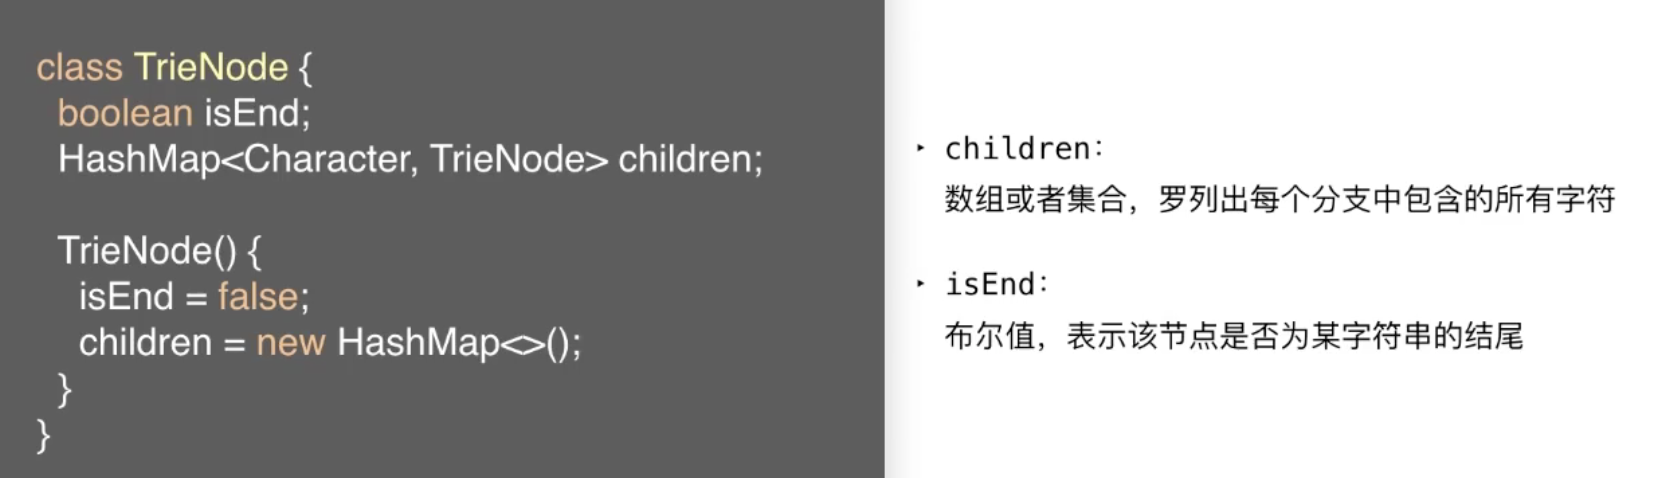 class TrieNode {
boolean isEnd;
HashMap<Character, TrieNode> children;
TrieNode() {
isEnd = false;
children = new HashMap<>();
}
}
‣ children:
数组或者集合，罗列出每个分支中包含的所有字符
‣ isEnd:
布尔值，表示该节点是否为某字符串的结尾